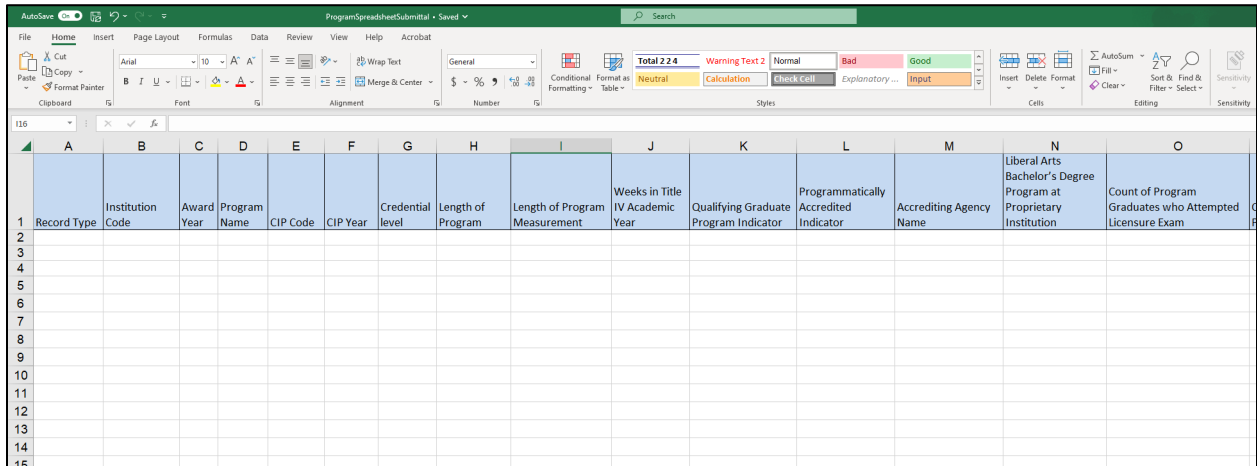 AutoSave On ProgramSpreadsheetSubmittal • Saved Search
File Home Insert Page Layout Formulas Data Review View Help Acrobat
Cut
Copy
Paste
Format Painter
Clipboard
Arial 10 A A
B I U A
Font
ab Wrap Text
Merge & Center
Alignment
General
$ % 9
Number
Conditional Formatting
Format as Table
Total 2 2 4 Warning Text 2 Normal Bad Good
Neutral Calculation Check Cell Explanatory ... Input
Styles
Insert Delete Format
Cells
AutoSum
Fill
Clear
Sort & Filter
Find & Select
Editing
Sensitivity
Sensitivity
I16 fx
A B C D E F G H I J K L M N O
1
Record Type
Institution Code
Award Year
Program Name
CIP Code
CIP Year
Credential level
Length of Program
Length of Program Measurement
Weeks in Title IV Academic Year
Qualifying Graduate Program Indicator
Programmatically Accredited Indicator
Accrediting Agency Name
Liberal Arts Bachelor's Degree Program at Proprietary Institution
Count of Program Graduates who Attempted Licensure Exam
2
3
4
5
6
7
8
9
10
11
12
13
14
15